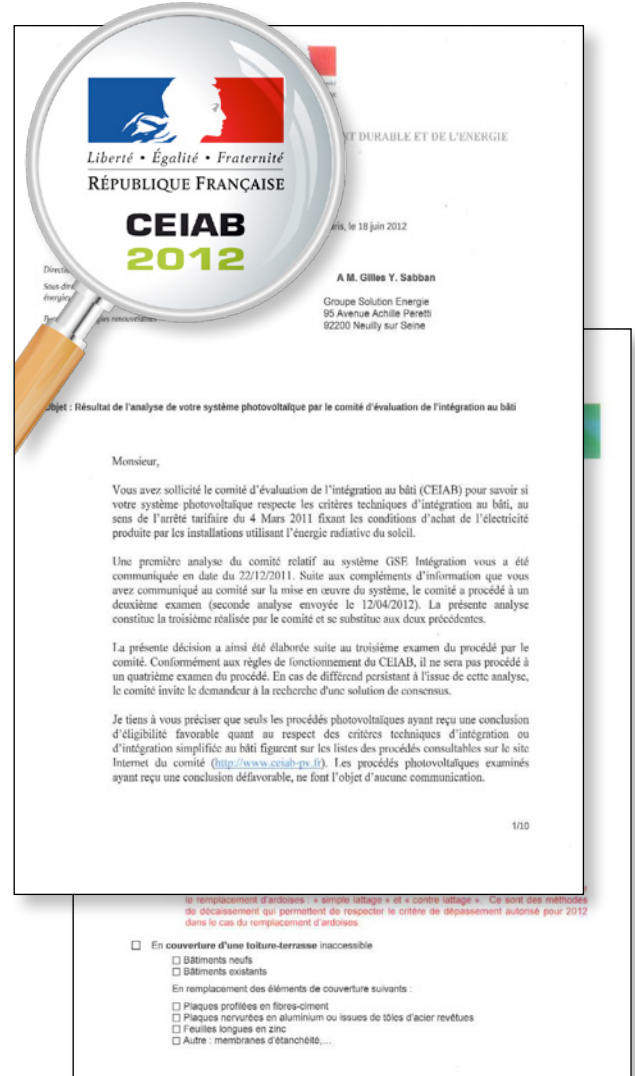 Liberté • Égalité • Fraternité
RÉPUBLIQUE FRANÇAISE
CEIAB
2012
NT DURABLE ET DE L'ENERGIE
ris, le 18 juin 2012
A M. Gilles Y. Sabban
Groupe Solution Energie
95 Avenue Achille Peretti
92200 Neuilly sur Seine
Objet : Résultat de l'analyse de votre système photovoltaïque par le comité d'évaluation de l'intégration au bâti
Monsieur,
Vous avez sollicité le comité d'évaluation de l'intégration au bâti (CEIAB) pour savoir si
votre système photovoltaïque respecte les critères techniques d'intégration au bâti, au
sens de l'arrêté tarifaire du 4 Mars 2011 fixant les conditions d'achat de l'électricité
produite par les installations utilisant l'énergie radiative du soleil.
Une première analyse du comité relatif au système GSE Intégration vous a été
communiquée en date du 22/12/2011. Suite aux compléments d'information que vous
avez communiqué au comité sur la mise en œuvre du système, le comité a procédé à un
deuxième examen (seconde analyse envoyée le 12/04/2012). La présente analyse
constitue la troisième réalisée par le comité et se substitue aux deux précédentes.
La présente décision a ainsi été élaborée suite au troisième examen du procédé par le
comité. Conformément aux règles de fonctionnement du CEIAB, il ne sera pas procédé à
un quatrième examen du procédé. En cas de différend persistant à l'issue de cette analyse,
le comité invite le demandeur à la recherche d'une solution de consensus.
Je tiens à vous préciser que seuls les procédés photovoltaïques ayant reçu une conclusion
d'éligibilité favorable quant au respect des critères techniques d'intégration ou
d'intégration simplifiée au bâti figurent sur les listes des procédés consultables sur le site
Internet du comité (http://www.ceiab-pv.fr). Les procédés photovoltaïques examinés
ayant reçu une conclusion défavorable, ne font l'objet d'aucune communication.
1/10
le remplacement d'ardoises : « simple lattage » et « contre lattage ». Ce sont des méthodes
de décaissement qui permettent de respecter le critère de dépassement autorisé pour 2012
dans le cas du remplacement d'ardoises.
En couverture d'une toiture-terrasse inaccessible
Bâtiments neufs
Bâtiments existants
En remplacement des éléments de couverture suivants :
Plaques profilées en fibres-ciment
Plaques nervurées en aluminium ou issues de tôles d'acier revêtues
Feuilles longues en zinc
Autre : membranes d'étanchéité,...